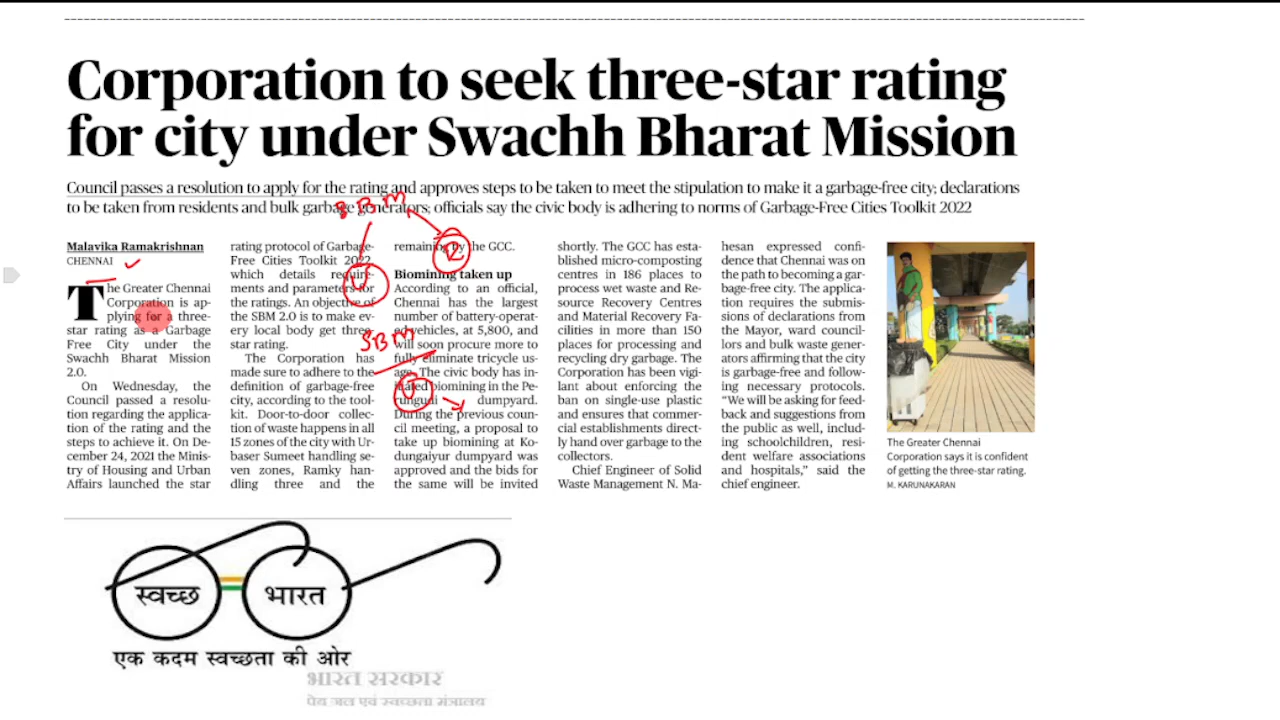 Corporation to seek three-star rating
for city under Swachh Bharat Mission
Council passes a resolution to apply for the rating and approves steps to be taken to meet the stipulation to make it a garbage-free city; declarations
to be taken from residents and bulk garbage generators; officials say the civic body is adhering to norms of Garbage-Free Cities Toolkit 2022
Malavika Ramakrishnan
CHENNAI
The Greater Chennai
Corporation is ap-
plying for a three-
star rating as a Garbage
Free City under the
Swachh Bharat Mission
2.0.
On Wednesday, the
Council passed a resolu-
tion regarding the applica-
tion of the rating and the
steps to achieve it. On De-
cember 24, 2021 the Minis-
try of Housing and Urban
Affairs launched the star
rating protocol of Garbage-
Free Cities Toolkit 2022,
which details require-
ments and parameters for
the ratings. An objective of
the SBM 2.0 is to make ev-
ery local body get three-
star rating.
The Corporation has
made sure to adhere to the
definition of garbage-free
city, according to the tool-
kit. Door-to-door collec-
tion of waste happens in all
15 zones of the city with Ur-
baser Sumeet handling se-
ven zones, Ramky han-
dling three and the
remaining by the GCC.
Biomining taken up
According to an official,
Chennai has the largest
number of battery-operat-
ed vehicles, at 5,800, and
will soon procure more to
fully eliminate tricycle us-
age. The civic body has in-
itiated biomining in the Pe-
rungudi dumpyard.
During the previous coun-
cil meeting, a proposal to
take up biomining at Ko-
dungaiyur dumpyard was
approved and the bids for
the same will be invited
shortly. The GCC has esta-
blished micro-composting
centres in 186 places to
process wet waste and Re-
source Recovery Centres
and Material Recovery Fa-
cilities in more than 150
places for processing and
recycling dry garbage. The
Corporation has been vigi-
lant about enforcing the
ban on single-use plastic
and ensures that commer-
cial establishments direct-
ly hand over garbage to the
collectors.
Chief Engineer of Solid
Waste Management N. Ma-
hesan expressed confi-
dence that Chennai was on
the path to becoming a gar-
bage-free city. The applica-
tion requires the submis-
sions of declarations from
the Mayor, ward council-
lors and bulk waste gener-
ators affirming that the city
is garbage-free and follow-
ing necessary protocols.
"We will be asking for feed-
back and suggestions from
the public as well, includ-
ing schoolchildren, resi-
dent welfare associations
and hospitals," said the
chief engineer.
The Greater Chennai
Corporation says it is confident
of getting the three-star rating.
M. KARUNAKARAN
SBM
2
SBM
स्वच्छ भारत
एक कदम स्वच्छता की ओर
भारत सरकार
पेय जल एवं स्वच्छता मंत्रालय